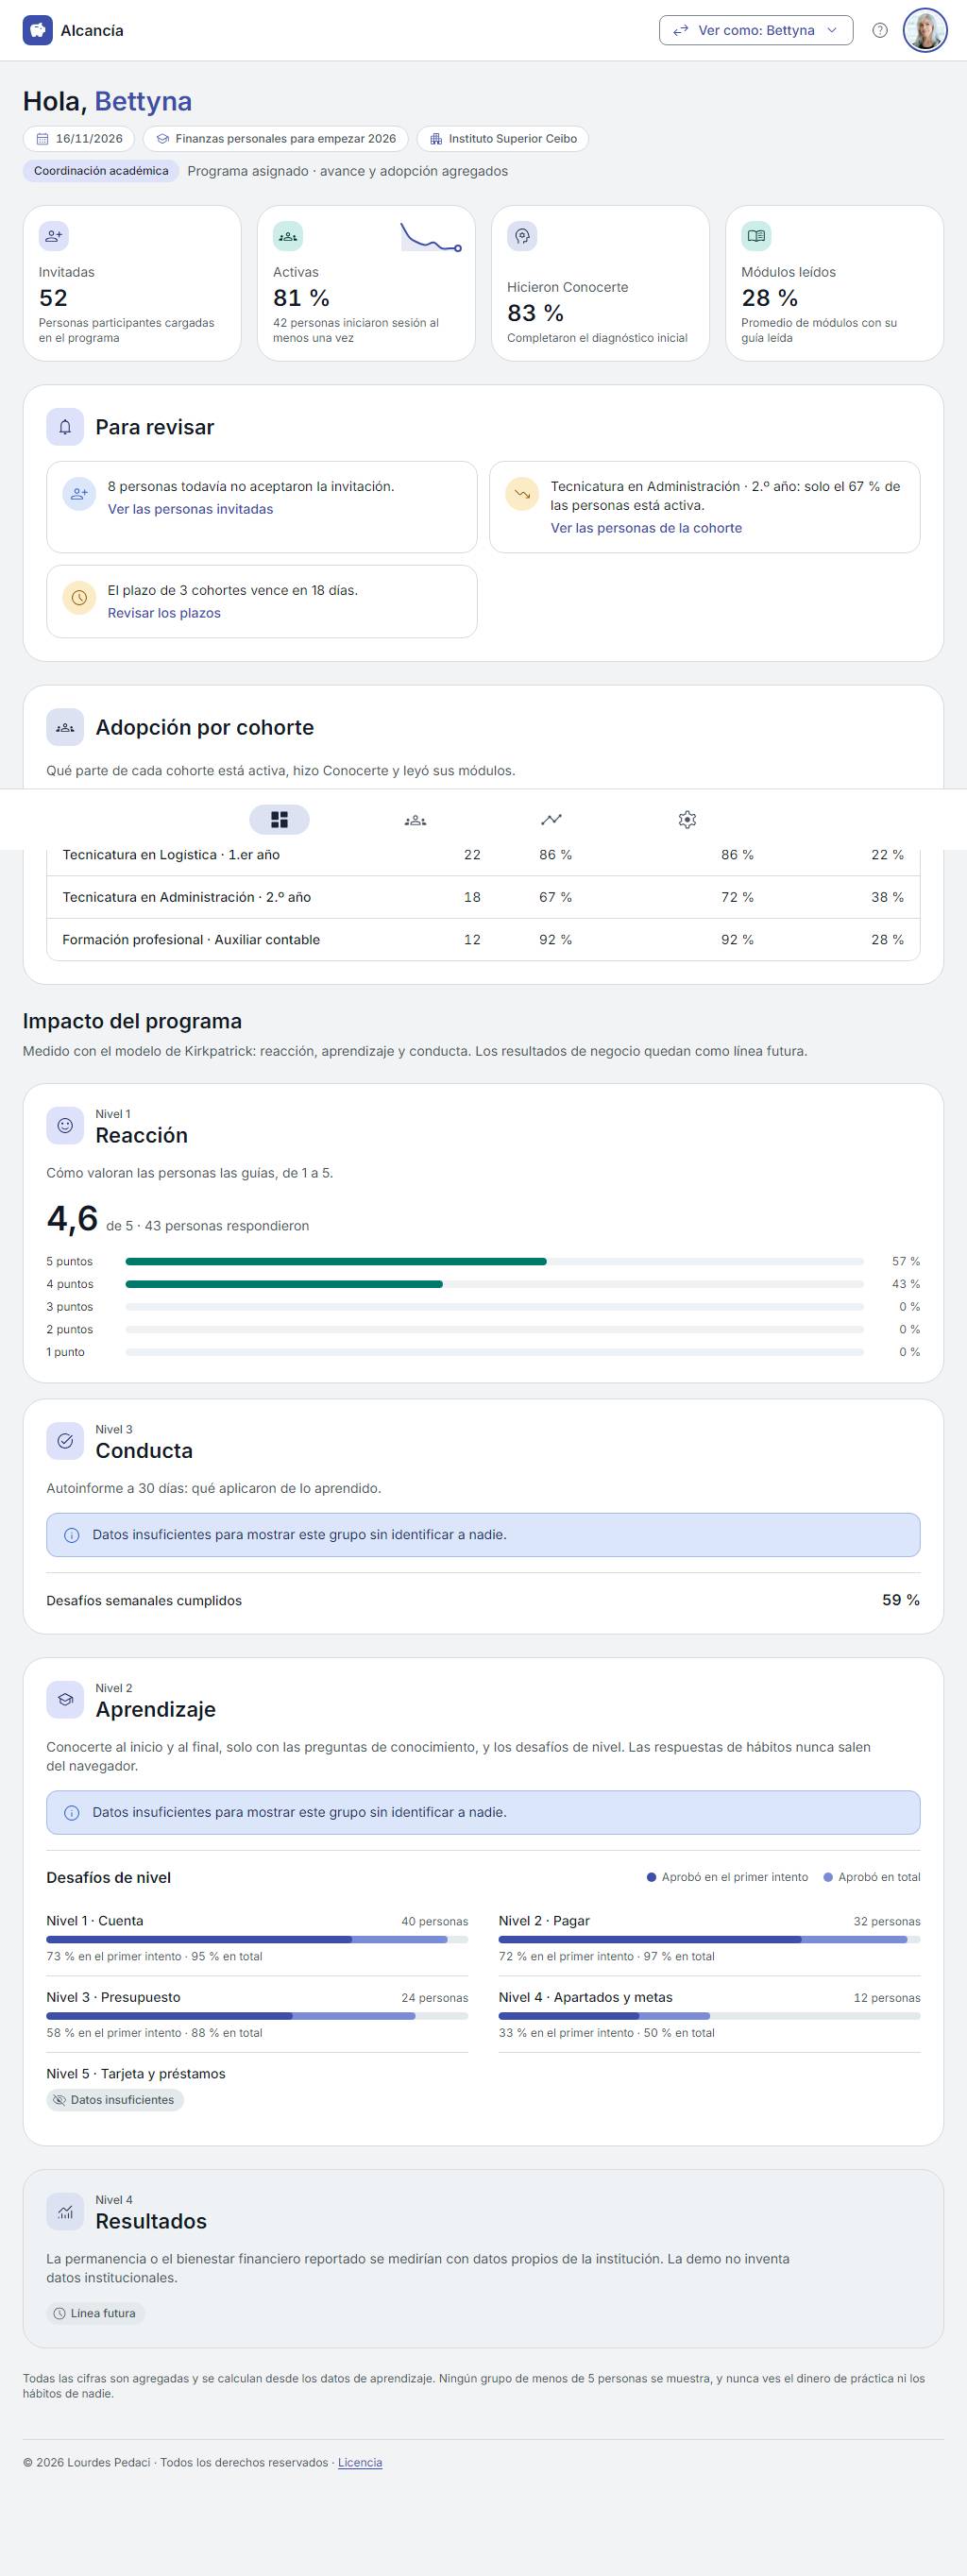 Alcancía
Ver como: Bettyna
Hola, Bettyna
16/11/2026
Finanzas personales para empezar 2026
Instituto Superior Ceibo
Coordinación académica
Programa asignado · avance y adopción agregados
Invitadas
52
Personas participantes cargadas
en el programa
Activas
81 %
42 personas iniciaron sesión al
menos una vez
Hicieron Conocerte
83 %
Completaron el diagnóstico inicial
Módulos leídos
28 %
Promedio de módulos con su
guía leída
Para revisar
8 personas todavía no aceptaron la invitación.
Ver las personas invitadas
Tecnicatura en Administración · 2.º año: solo el 67 % de
las personas está activa.
Ver las personas de la cohorte
El plazo de 3 cohortes vence en 18 días.
Revisar los plazos
Adopción por cohorte
Qué parte de cada cohorte está activa, hizo Conocerte y leyó sus módulos.
Tecnicatura en Logística · 1.er año 22 86 % 86 % 22 %
Tecnicatura en Administración · 2.º año 18 67 % 72 % 38 %
Formación profesional · Auxiliar contable 12 92 % 92 % 28 %
Impacto del programa
Medido con el modelo de Kirkpatrick: reacción, aprendizaje y conducta. Los resultados de negocio quedan como línea futura.
Nivel 1
Reacción
Cómo valoran las personas las guías, de 1 a 5.
4,6 de 5 · 43 personas respondieron
5 puntos 57 %
4 puntos 43 %
3 puntos 0 %
2 puntos 0 %
1 punto 0 %
Nivel 3
Conducta
Autoinforme a 30 días: qué aplicaron de lo aprendido.
Datos insuficientes para mostrar este grupo sin identificar a nadie.
Desafíos semanales cumplidos 59 %
Nivel 2
Aprendizaje
Conocerte al inicio y al final, solo con las preguntas de conocimiento, y los desafíos de nivel. Las respuestas de hábitos nunca salen
del navegador.
Datos insuficientes para mostrar este grupo sin identificar a nadie.
Desafíos de nivel
Aprobó en el primer intento
Aprobó en total
Nivel 1 · Cuenta 40 personas
73 % en el primer intento · 95 % en total
Nivel 2 · Pagar 32 personas
72 % en el primer intento · 97 % en total
Nivel 3 · Presupuesto 24 personas
58 % en el primer intento · 88 % en total
Nivel 4 · Apartados y metas 12 personas
33 % en el primer intento · 50 % en total
Nivel 5 · Tarjeta y préstamos
Datos insuficientes
Nivel 4
Resultados
La permanencia o el bienestar financiero reportado se medirían con datos propios de la institución. La demo no inventa
datos institucionales.
Línea futura
Todas las cifras son agregadas y se calculan desde los datos de aprendizaje. Ningún grupo de menos de 5 personas se muestra, y nunca ves el dinero de práctica ni los
hábitos de nadie.
© 2026 Lourdes Pedaci · Todos los derechos reservados · Licencia